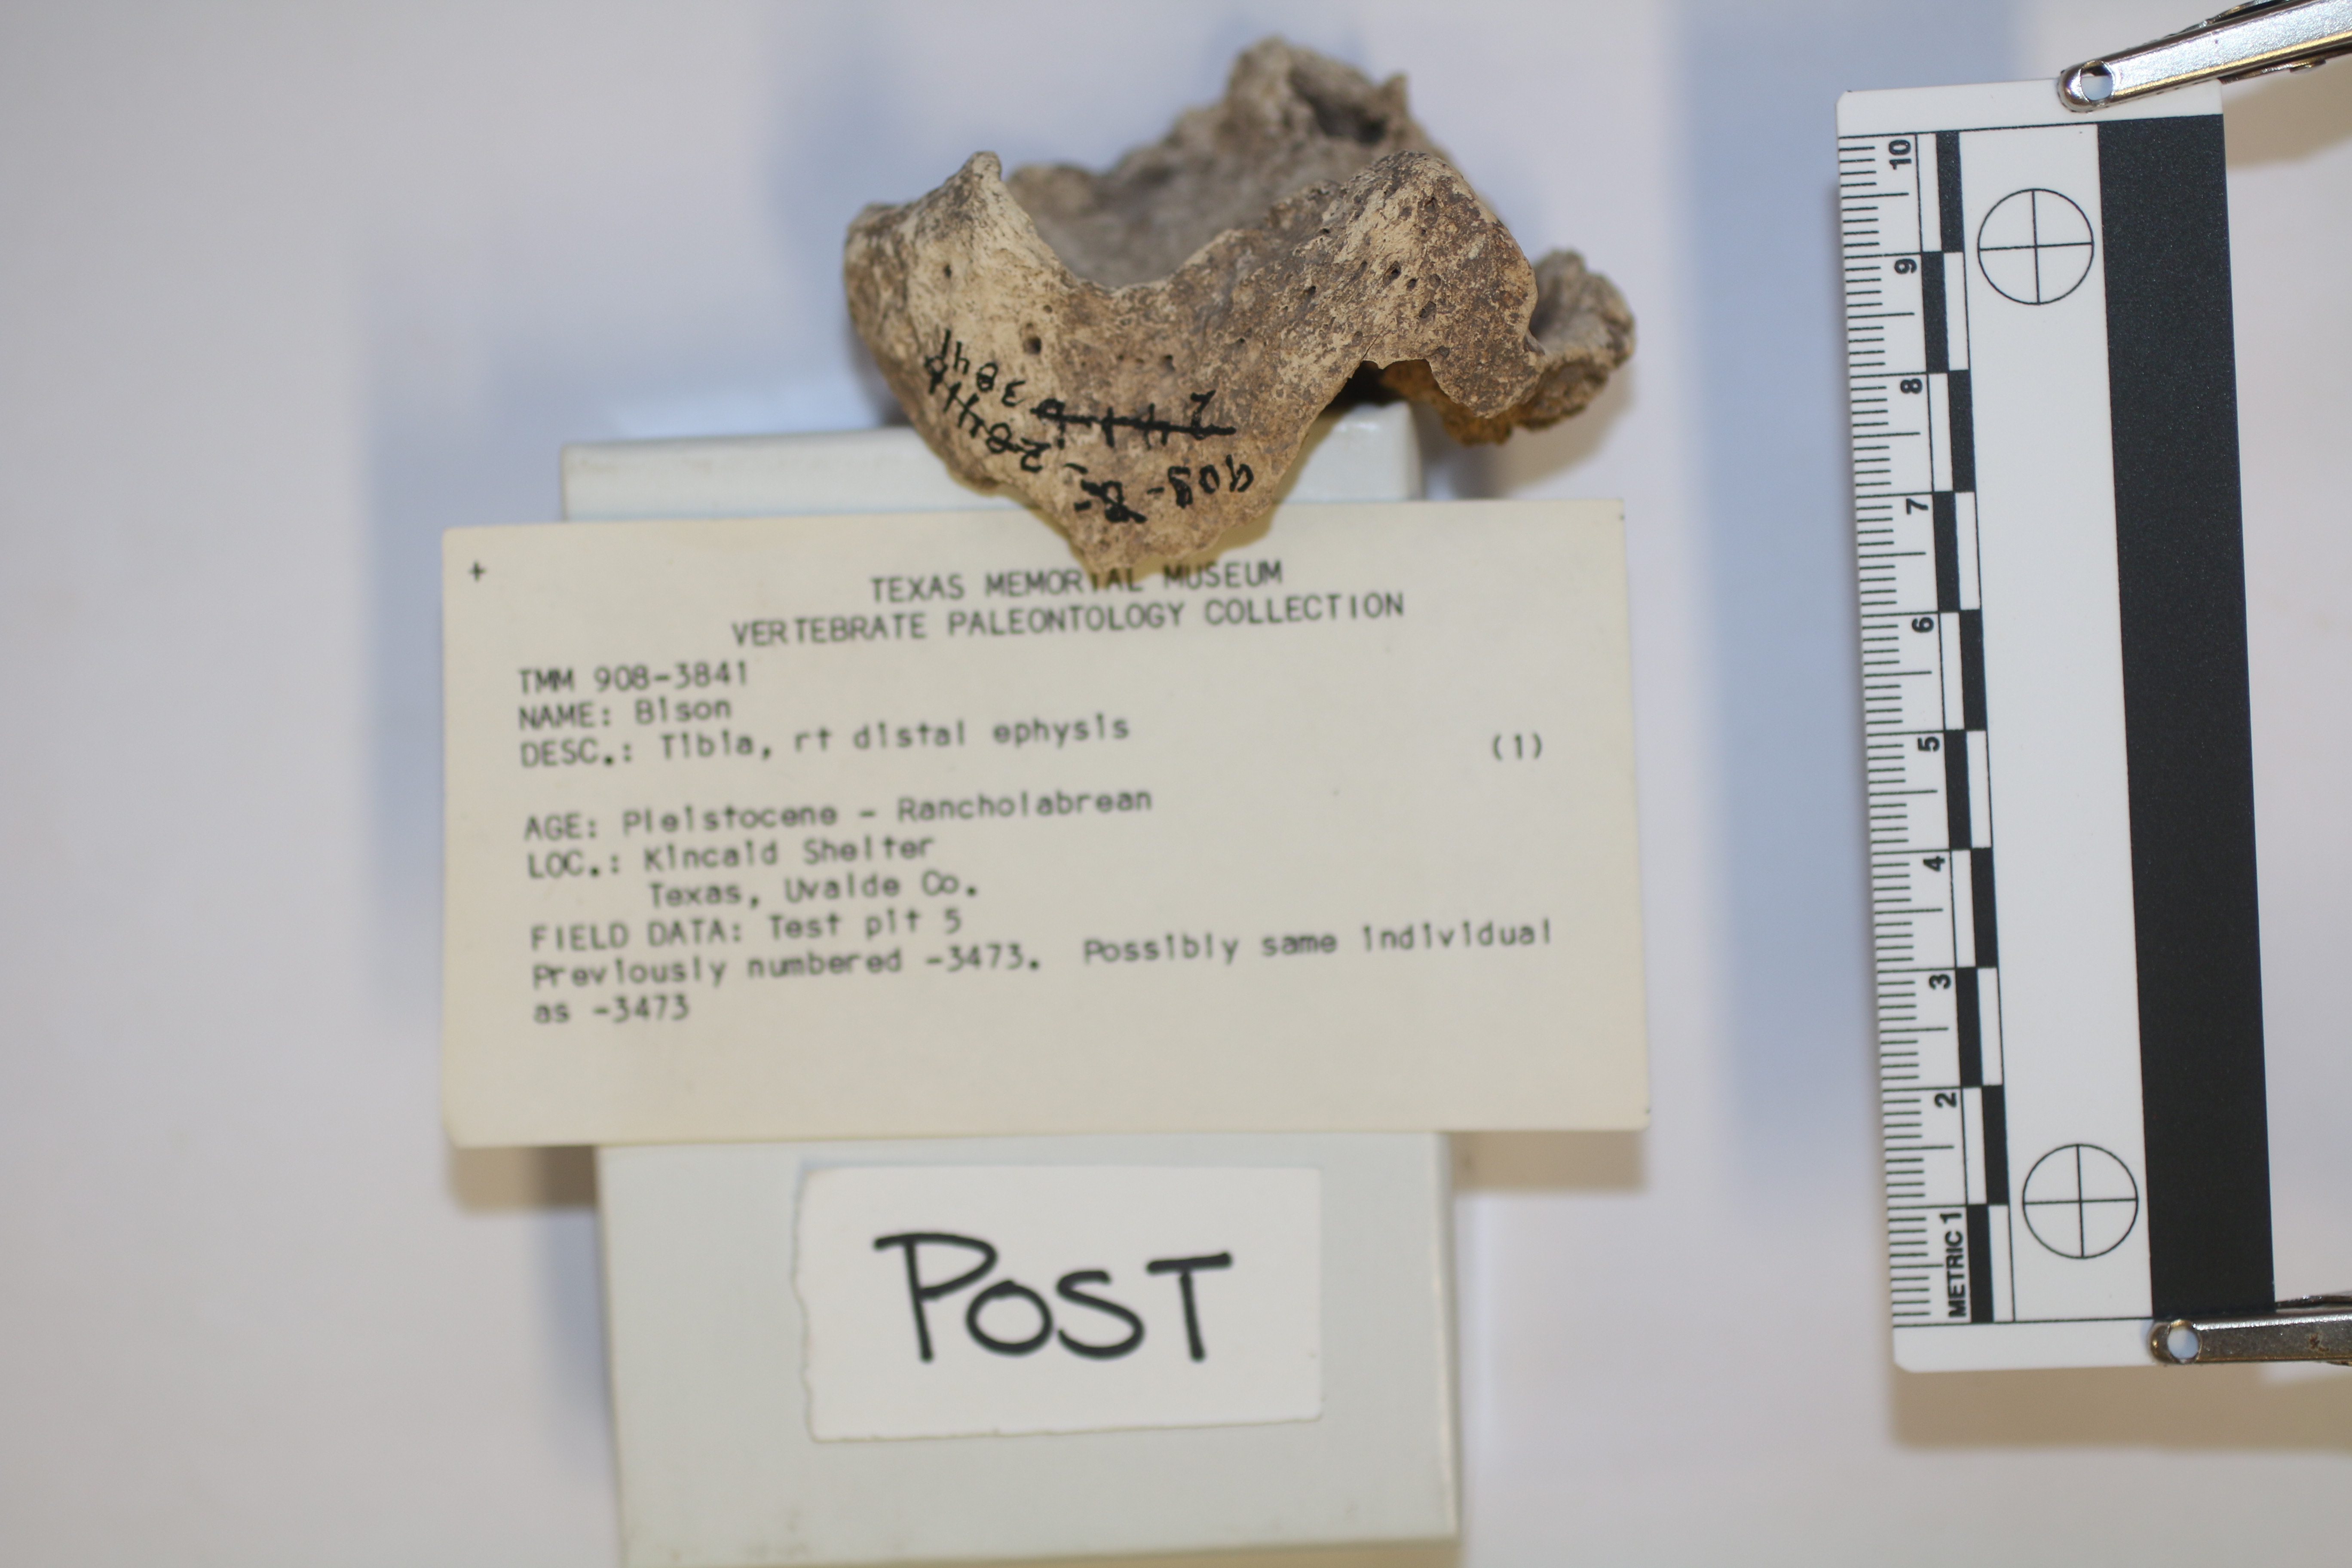 3841
908-
+
TEXAS MEMORIAL MUSEUM
VERTEBRATE PALEONTOLOGY COLLECTION
TMM 908-3841
NAME: Bison
DESC.: Tibia, rt distal ephysis (1)
AGE: Pleistocene - Rancholabrean
LOC.: Kincaid Shelter
Texas, Uvalde Co.
FIELD DATA: Test pit 5
Previously numbered -3473. Possibly same individual
as -3473
POST
10
9
8
7
6
5
4
3
2
METRIC 1